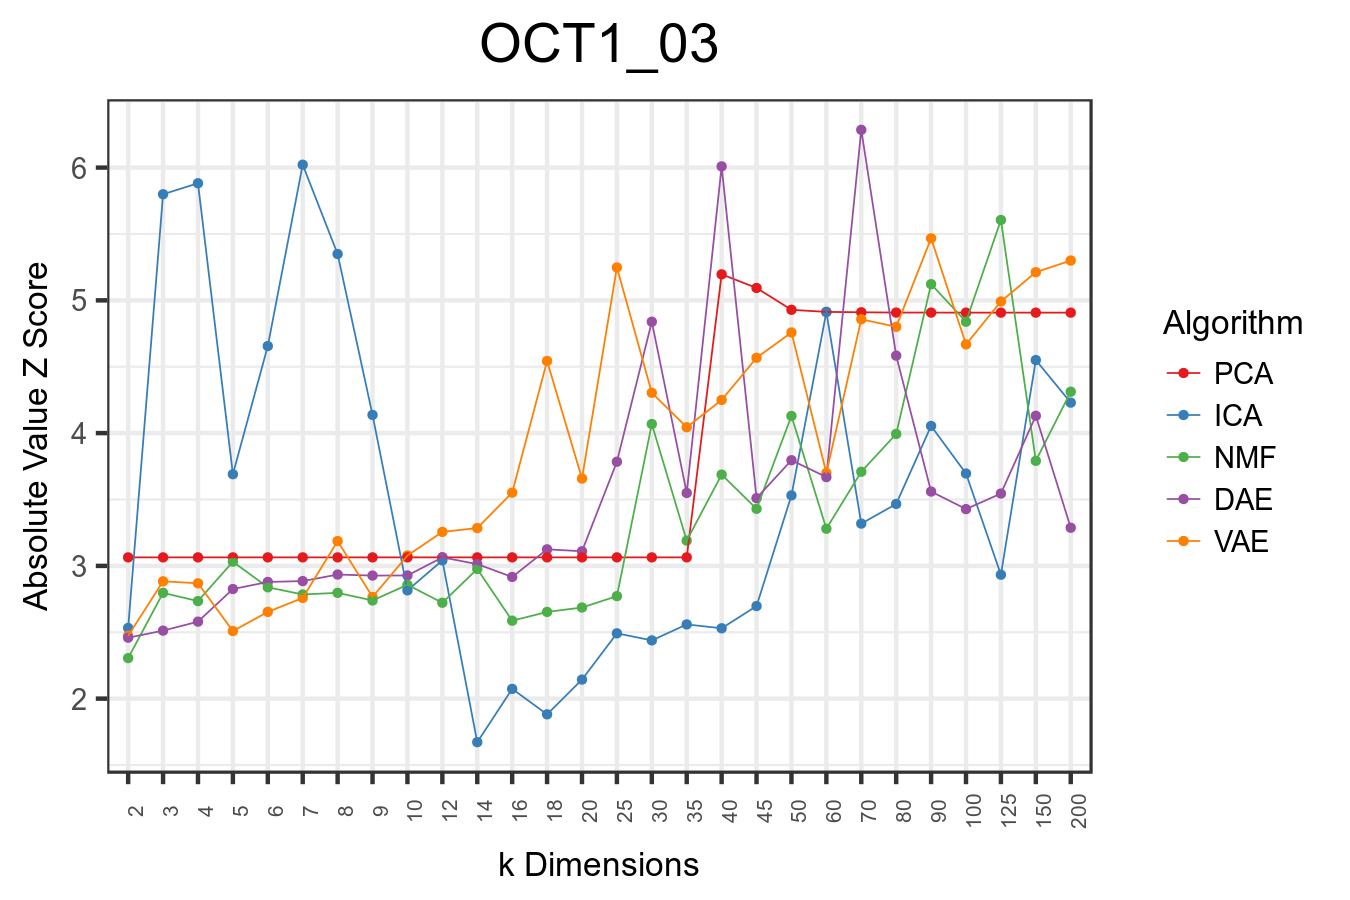 OCT1_03
Absolute Value Z Score
6
5
4
3
2
2 3 4 5 6 7 8 9 10 12 14 16 18 20 25 30 35 40 45 50 60 70 80 90 100 125 150 200
k Dimensions
Algorithm
PCA
ICA
NMF
DAE
VAE